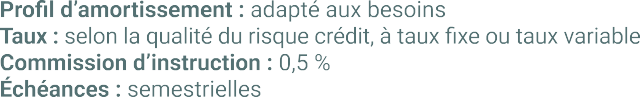 Profil d’amortissement : adapté aux besoins
Taux : selon la qualité du risque crédit, à taux fixe ou taux variable
Commission d’instruction : 0,5 %
Échéances : semestrielles